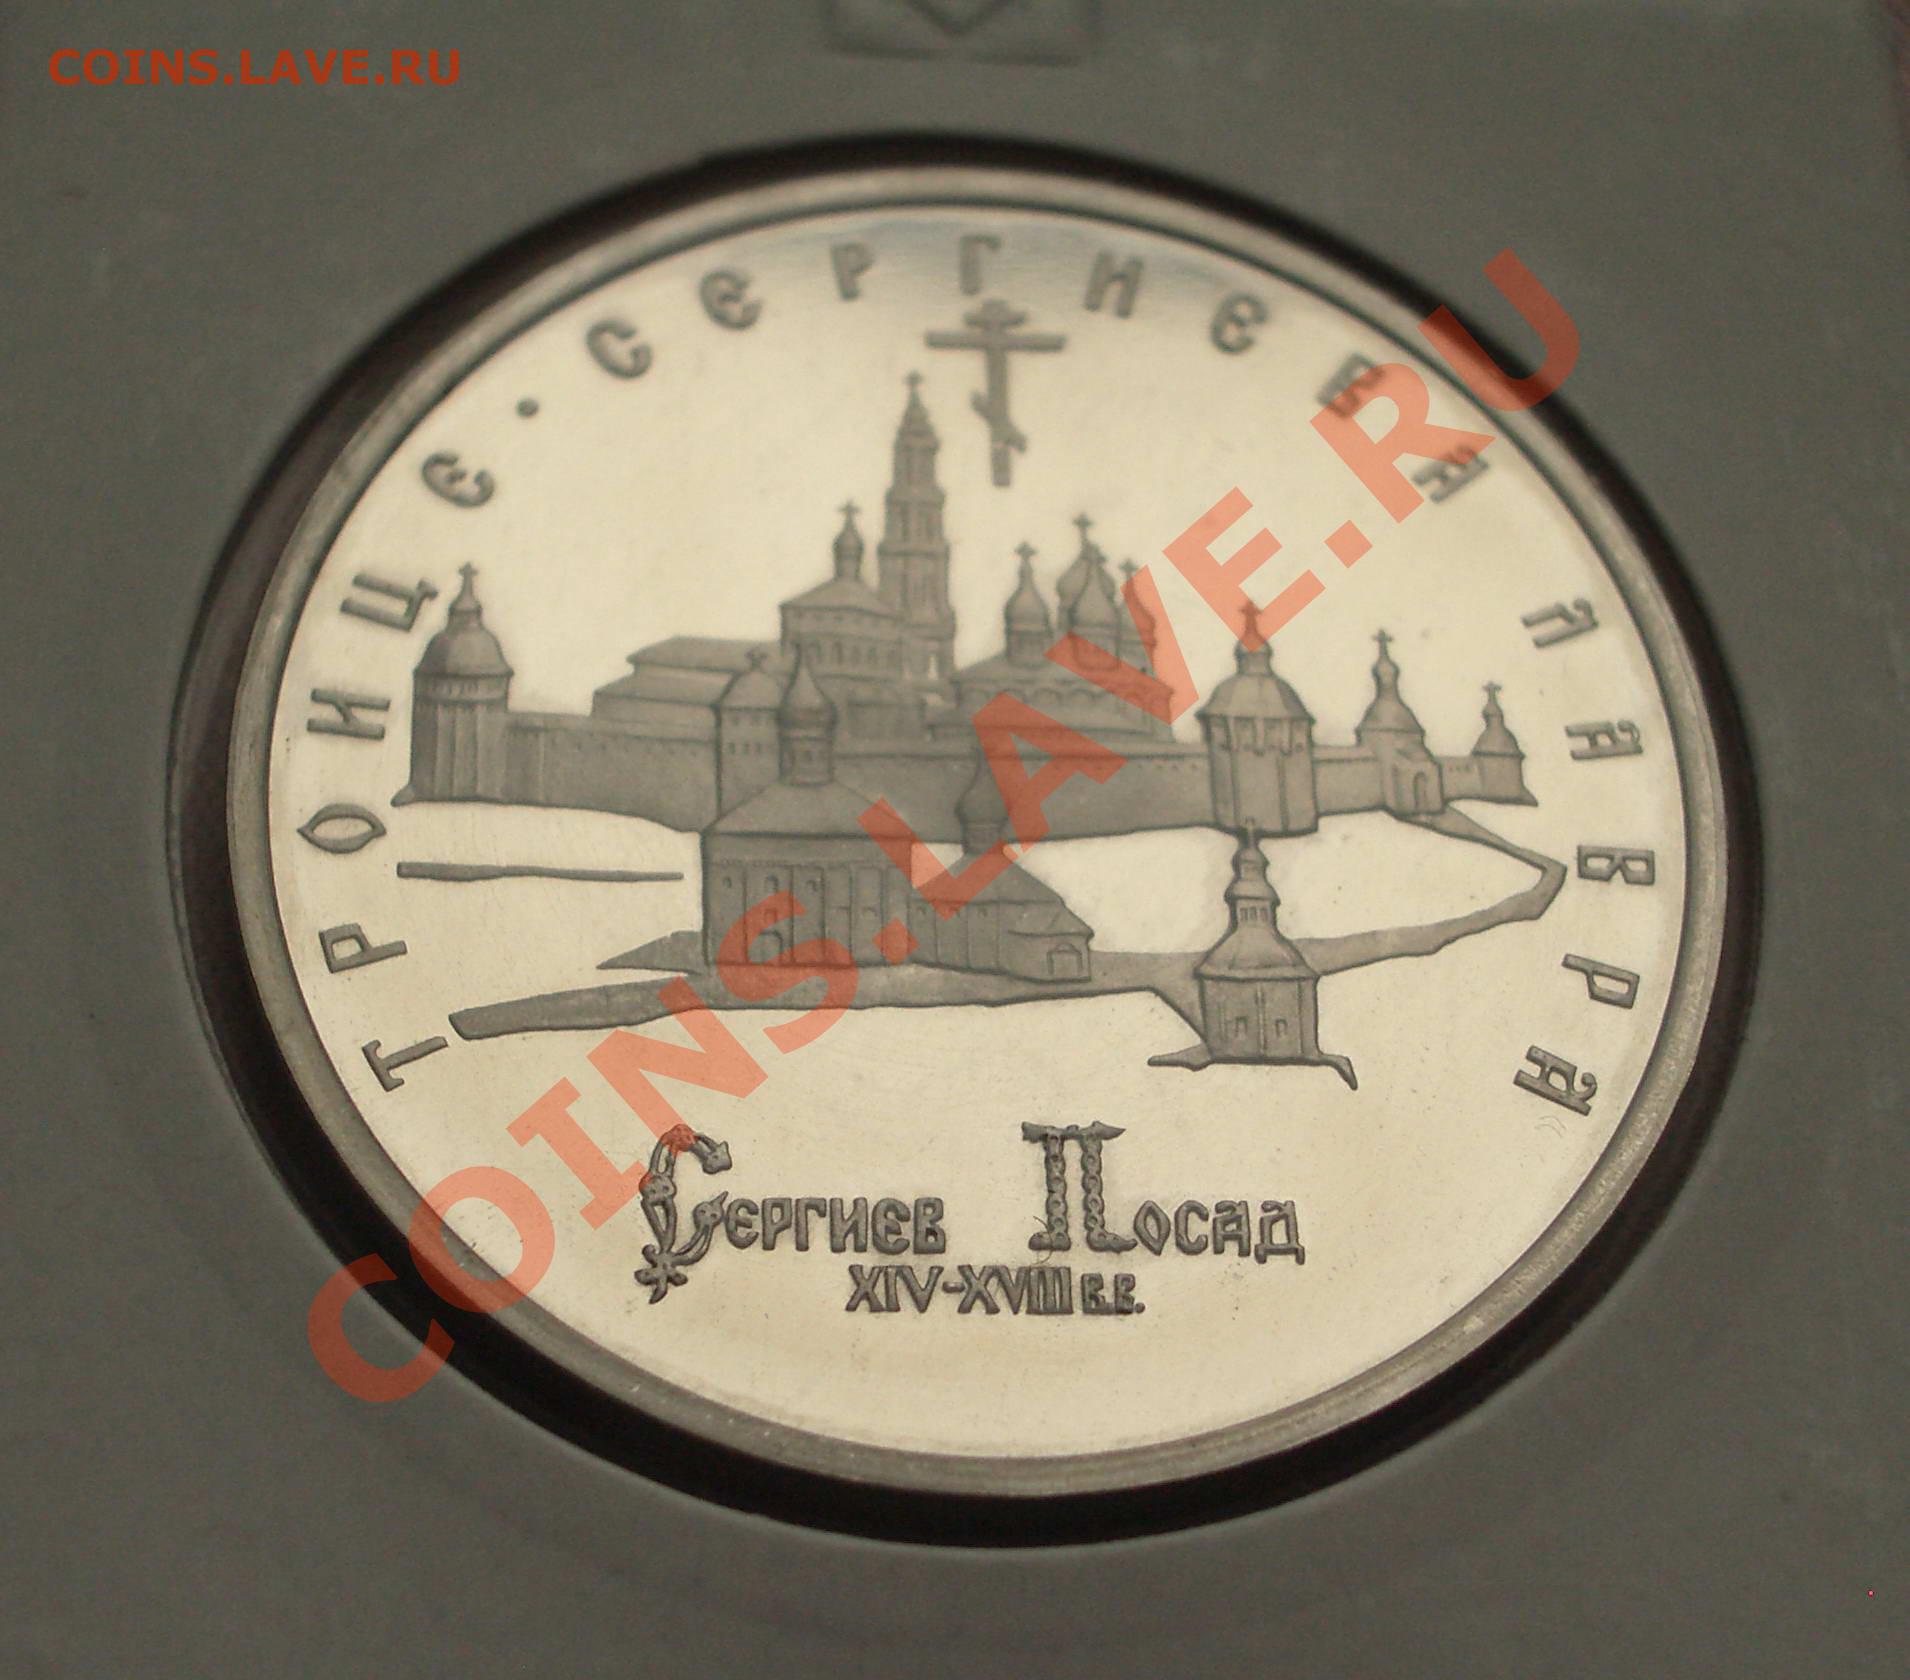 COINS.LAVE.RU
ТРОИЦЕ·СЕРГИЕВА ЛАВРА
СЕРГИЕВ ПОСАД
XIV-XVIII В.В.
COINS.LAVE.RU